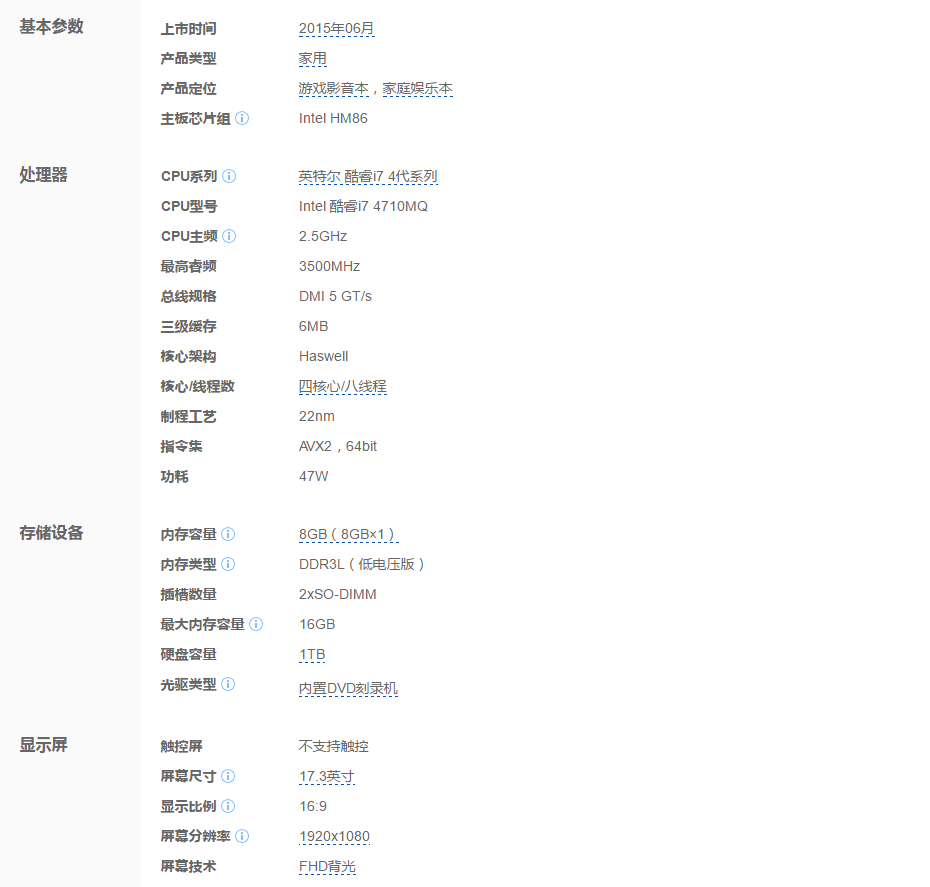 基本参数
上市时间 2015年06月
产品类型 家用
产品定位 游戏影音本，家庭娱乐本
主板芯片组 Intel HM86
处理器
CPU系列 英特尔 酷睿i7 4代系列
CPU型号 Intel 酷睿i7 4710MQ
CPU主频 2.5GHz
最高睿频 3500MHz
总线规格 DMI 5 GT/s
三级缓存 6MB
核心架构 Haswell
核心/线程数 四核心/八线程
制程工艺 22nm
指令集 AVX2，64bit
功耗 47W
存储设备
内存容量 8GB（8GB×1）
内存类型 DDR3L（低电压版）
插槽数量 2xSO-DIMM
最大内存容量 16GB
硬盘容量 1TB
光驱类型 内置DVD刻录机
显示屏
触控屏 不支持触控
屏幕尺寸 17.3英寸
显示比例 16:9
屏幕分辨率 1920x1080
屏幕技术 FHD背光